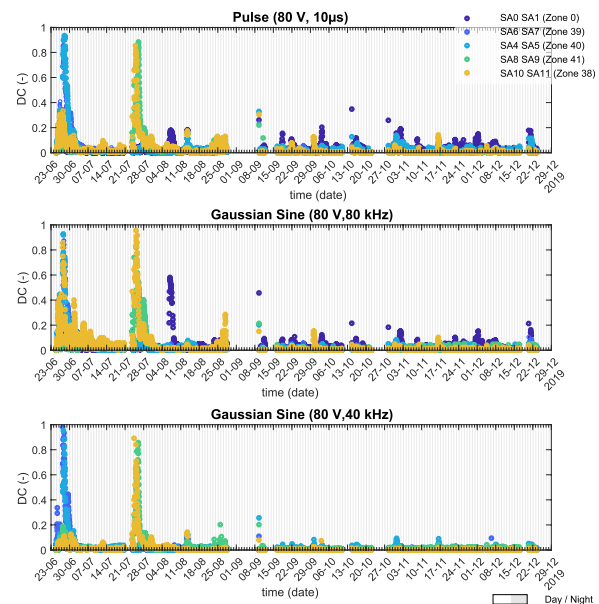 Pulse (80 V, 10µs)
SA0 SA1 (Zone 0)
SA6 SA7 (Zone 39)
SA4 SA5 (Zone 40)
SA8 SA9 (Zone 41)
SA10 SA11 (Zone 38)
1
0.8
0.6
0.4
0.2
0
DC (-)
23-06 30-06 07-07 14-07 21-07 28-07 04-08 11-08 18-08 25-08 01-09 08-09 15-09 22-09 29-09 06-10 13-10 20-10 27-10 03-11 10-11 17-11 24-11 01-12 08-12 15-12 22-12 29-12
2019
time (date)
Gaussian Sine (80 V,80 kHz)
1
0.8
0.6
0.4
0.2
0
DC (-)
23-06 30-06 07-07 14-07 21-07 28-07 04-08 11-08 18-08 25-08 01-09 08-09 15-09 22-09 29-09 06-10 13-10 20-10 27-10 03-11 10-11 17-11 24-11 01-12 08-12 15-12 22-12 29-12
2019
time (date)
Gaussian Sine (80 V,40 kHz)
1
0.8
0.6
0.4
0.2
0
DC (-)
23-06 30-06 07-07 14-07 21-07 28-07 04-08 11-08 18-08 25-08 01-09 08-09 15-09 22-09 29-09 06-10 13-10 20-10 27-10 03-11 10-11 17-11 24-11 01-12 08-12 15-12 22-12 29-12
2019
time (date)
Day / Night